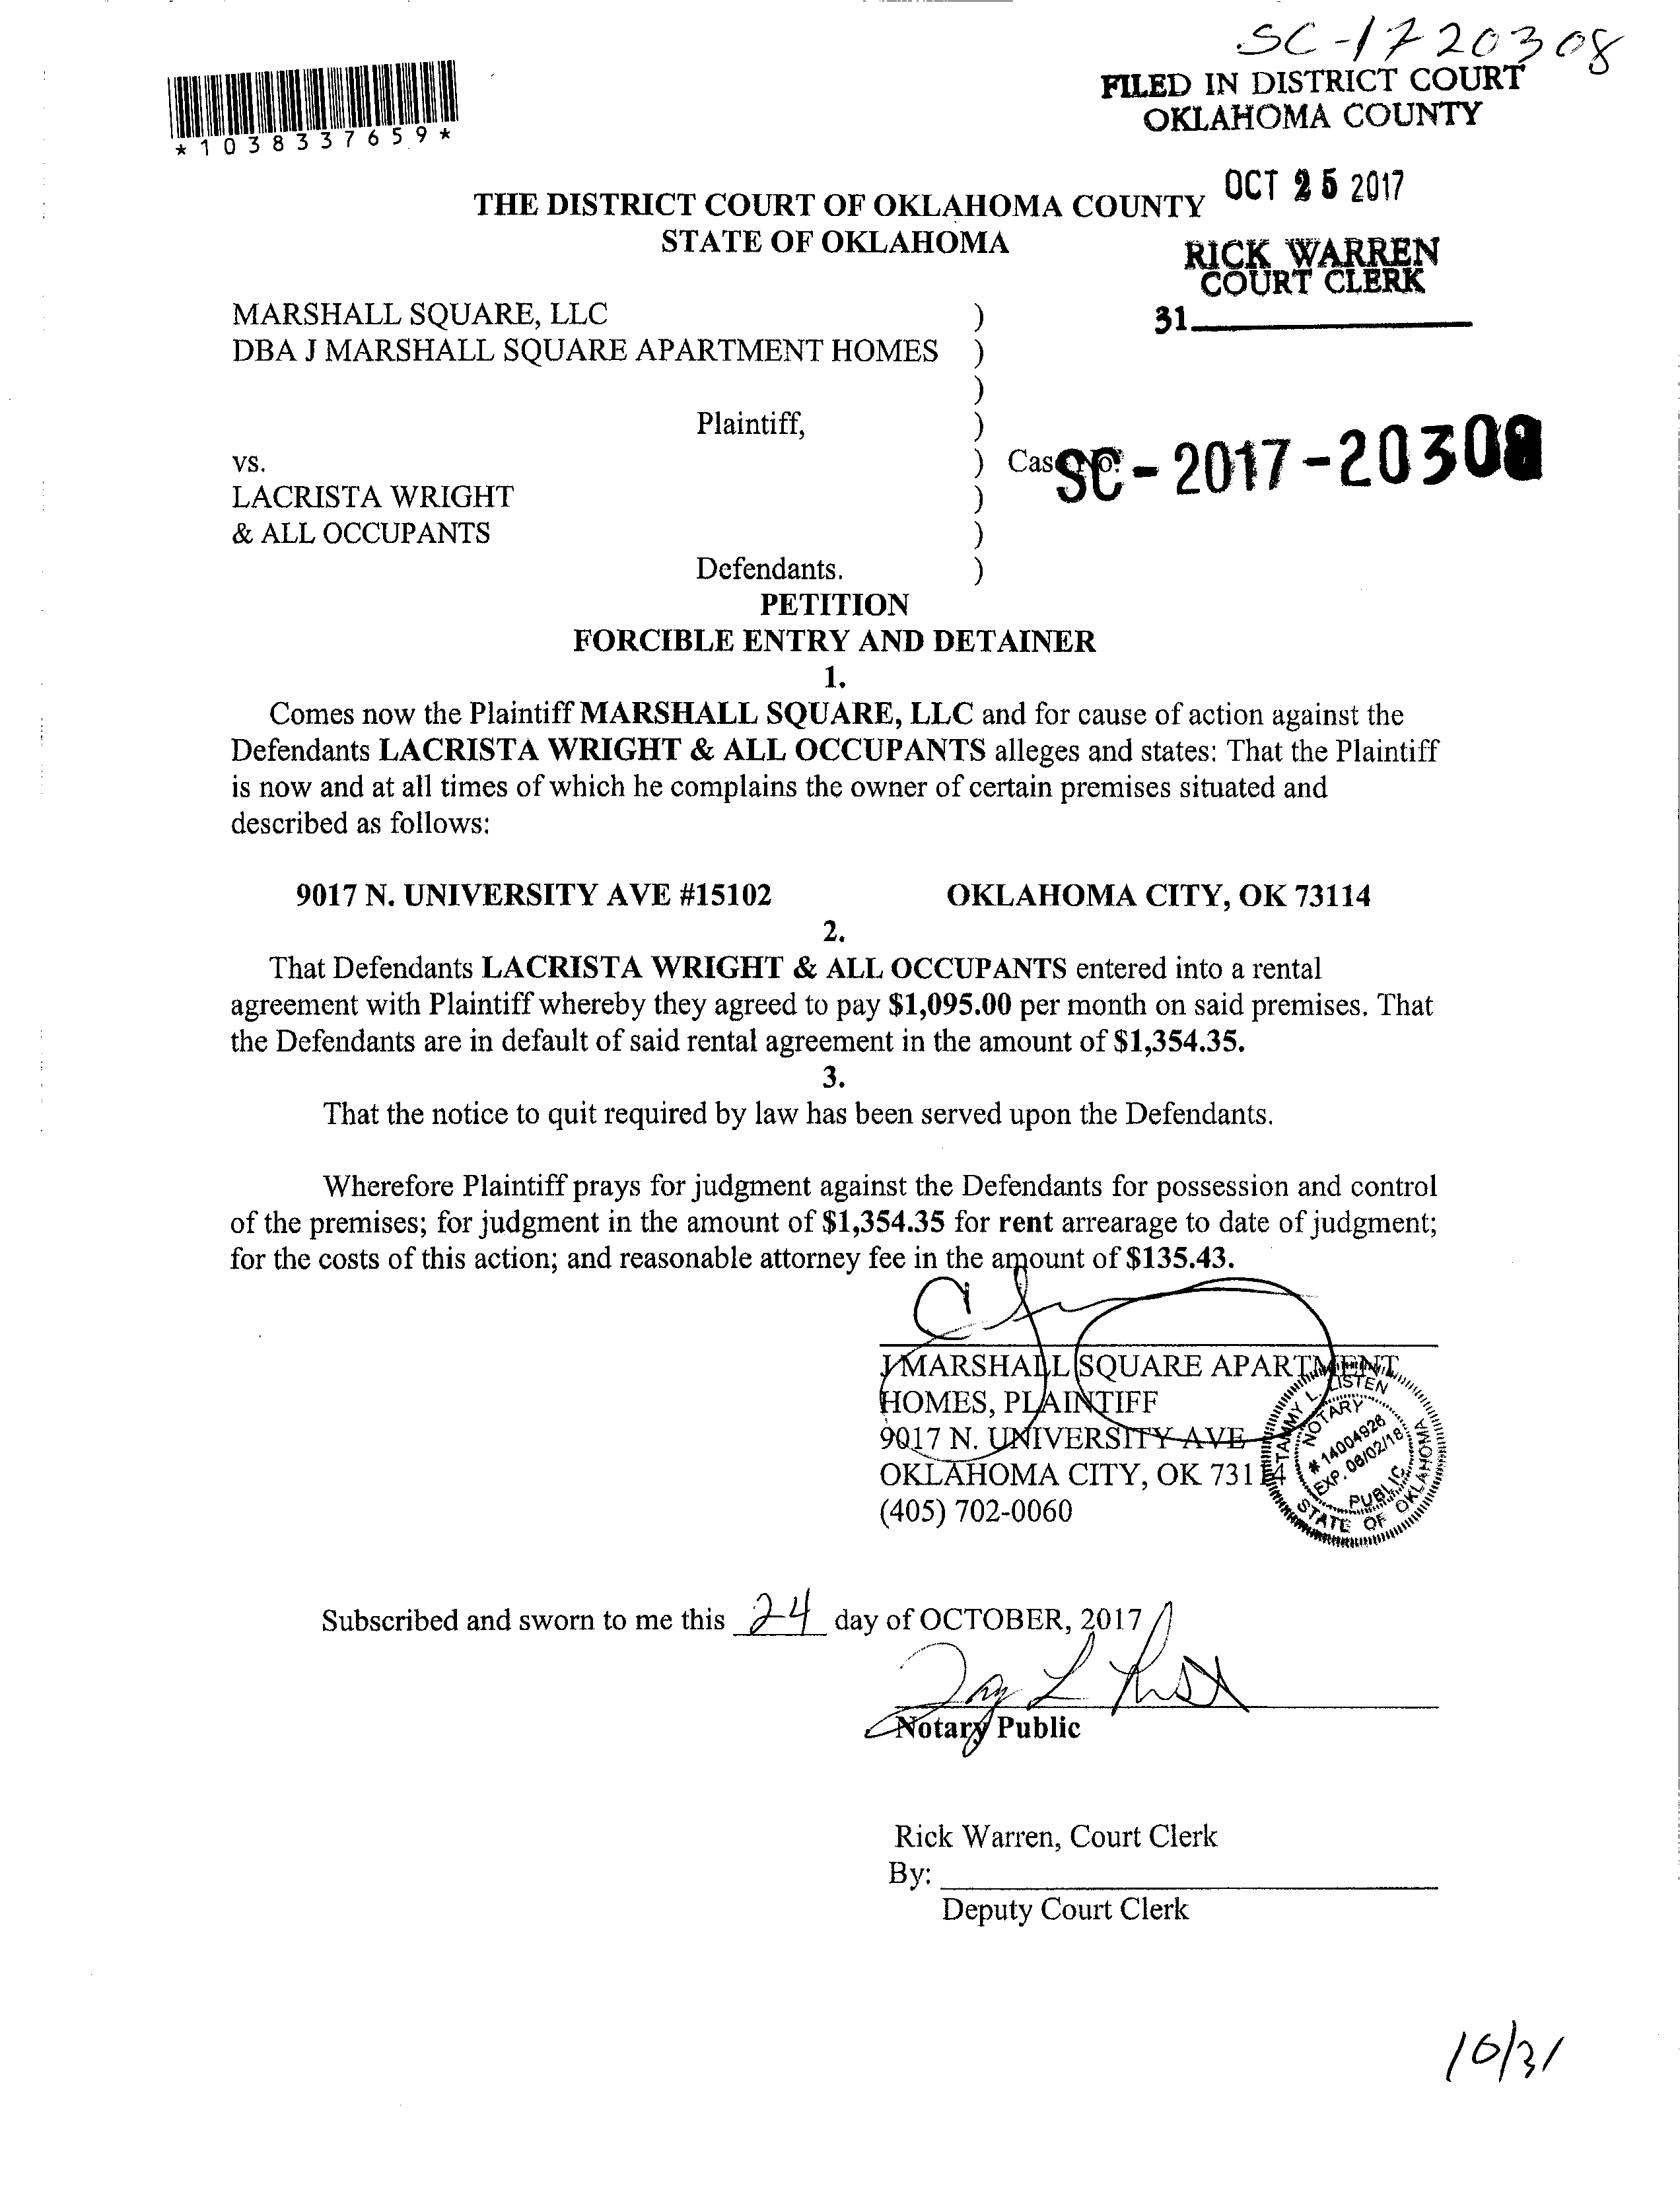 SC-1720308
*1038337659*
FILED IN DISTRICT COURT
OKLAHOMA COUNTY
OCT 25 2017
THE DISTRICT COURT OF OKLAHOMA COUNTY
STATE OF OKLAHOMA
RICK WARREN
COURT CLERK
31
MARSHALL SQUARE, LLC )
DBA J MARSHALL SQUARE APARTMENT HOMES )
)
Plaintiff, )
vs. ) Case No: SC-2017-20308
LACRISTA WRIGHT )
& ALL OCCUPANTS )
Defendants. )
PETITION
FORCIBLE ENTRY AND DETAINER
1.
Comes now the Plaintiff MARSHALL SQUARE, LLC and for cause of action against the
Defendants LACRISTA WRIGHT & ALL OCCUPANTS alleges and states: That the Plaintiff
is now and at all times of which he complains the owner of certain premises situated and
described as follows:
9017 N. UNIVERSITY AVE #15102 OKLAHOMA CITY, OK 73114
2.
That Defendants LACRISTA WRIGHT & ALL OCCUPANTS entered into a rental
agreement with Plaintiff whereby they agreed to pay $1,095.00 per month on said premises. That
the Defendants are in default of said rental agreement in the amount of $1,354.35.
3.
That the notice to quit required by law has been served upon the Defendants.
Wherefore Plaintiff prays for judgment against the Defendants for possession and control
of the premises; for judgment in the amount of $1,354.35 for rent arrearage to date of judgment;
for the costs of this action; and reasonable attorney fee in the amount of $135.43.
J MARSHALL SQUARE APARTMENT
HOMES, PLAINTIFF
9017 N. UNIVERSITY AVE
OKLAHOMA CITY, OK 73114
(405) 702-0060
TAMMY L. LISTEN
NOTARY
# 14004926
EXP. 06/02/18
PUBLIC
STATE OF OKLAHOMA
Subscribed and sworn to me this 24 day of OCTOBER, 2017
Notary Public
Rick Warren, Court Clerk
By:
Deputy Court Clerk
10/31